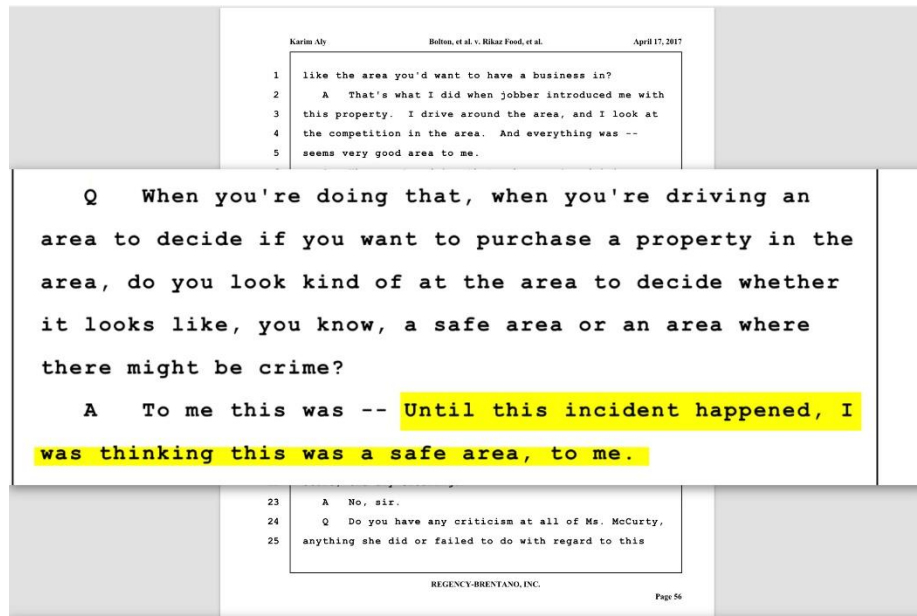 Karim Aly Bolton, et al. v. Rikaz Food, et al. April 17, 2017
1 like the area you'd want to have a business in?
2 A That's what I did when jobber introduced me with
3 this property. I drive around the area, and I look at
4 the competition in the area. And everything was --
5 seems very good area to me.
Q When you're doing that, when you're driving an
area to decide if you want to purchase a property in the
area, do you look kind of at the area to decide whether
it looks like, you know, a safe area or an area where
there might be crime?
A To me this was -- Until this incident happened, I
was thinking this was a safe area, to me.
23 A No, sir.
24 Q Do you have any criticism at all of Ms. McCurty,
25 anything she did or failed to do with regard to this
REGENCY-BRENTANO, INC.
Page 56